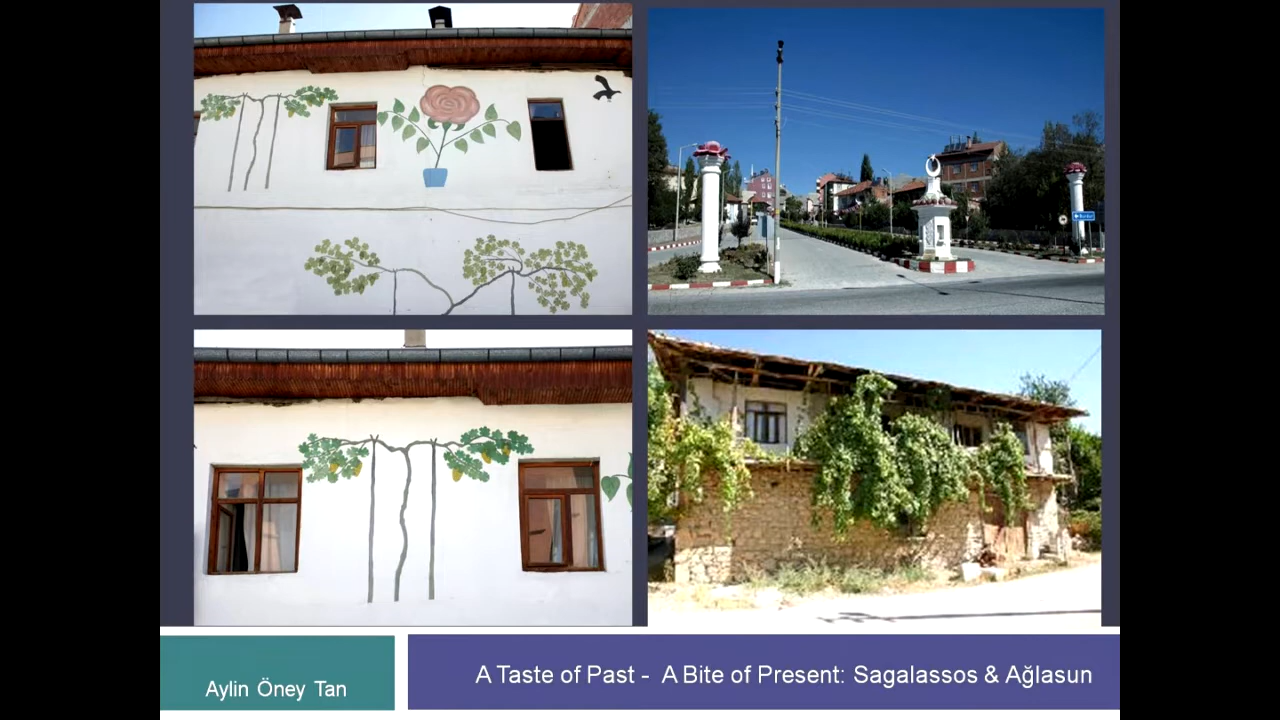 Aylin Öney Tan
A Taste of Past - A Bite of Present: Sagalassos & Ağlasun